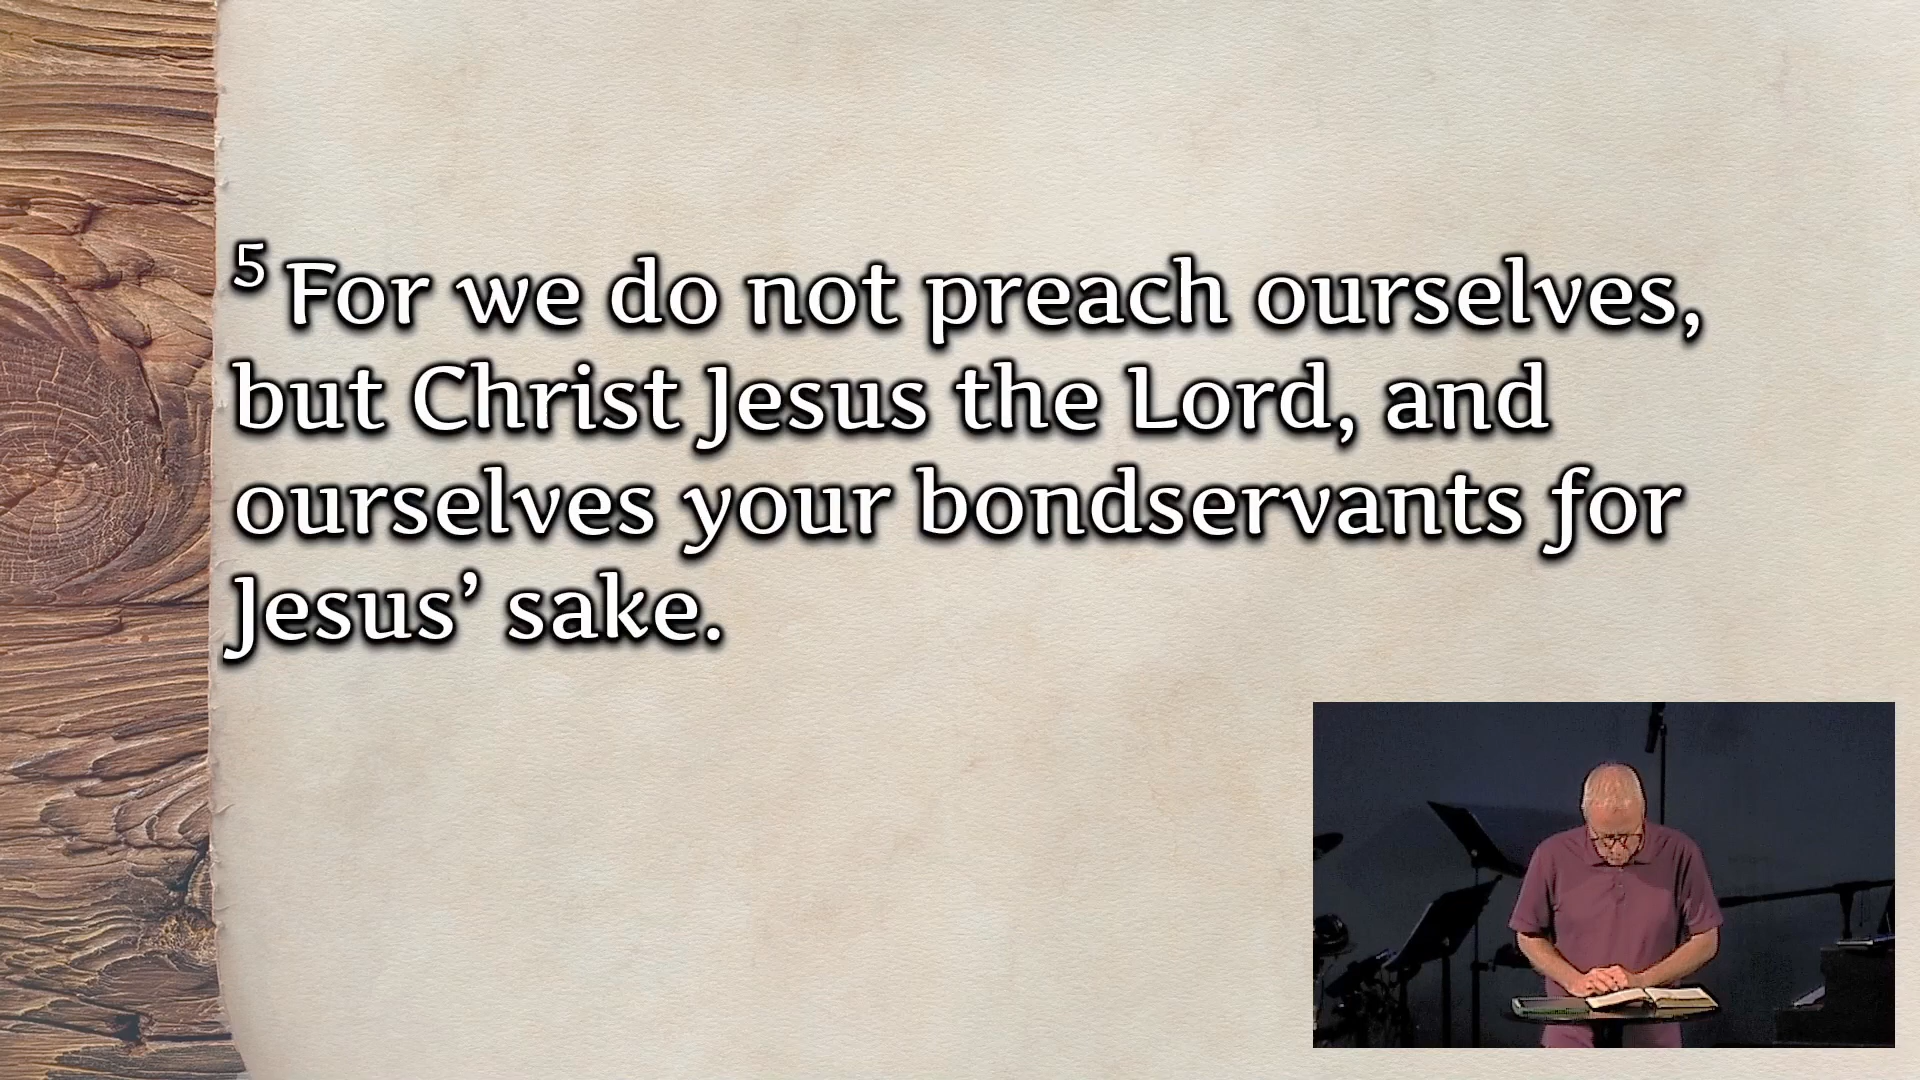 5 For we do not preach ourselves,
but Christ Jesus the Lord, and
ourselves your bondservants for
Jesus’ sake.